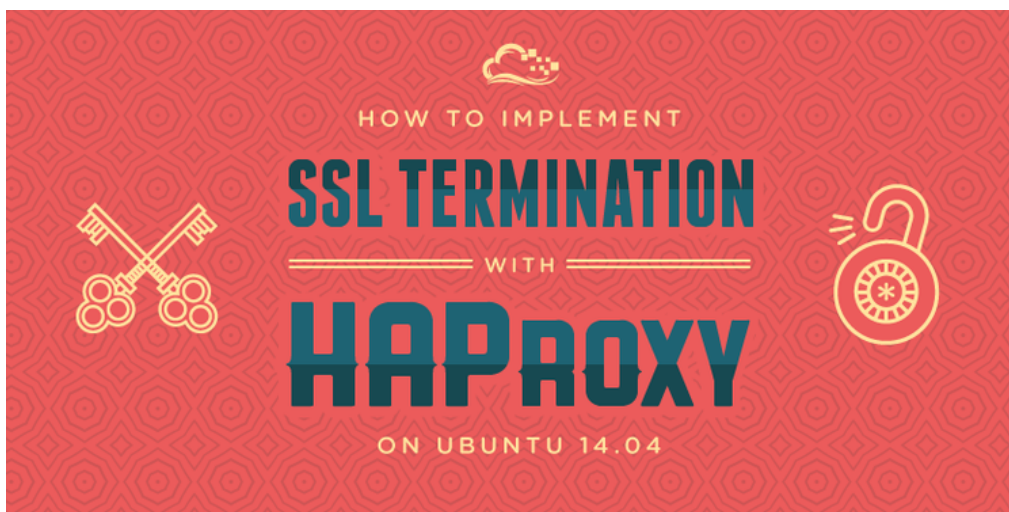 HOW TO IMPLEMENT
SSL TERMINATION
WITH
HAPROXY
ON UBUNTU 14.04